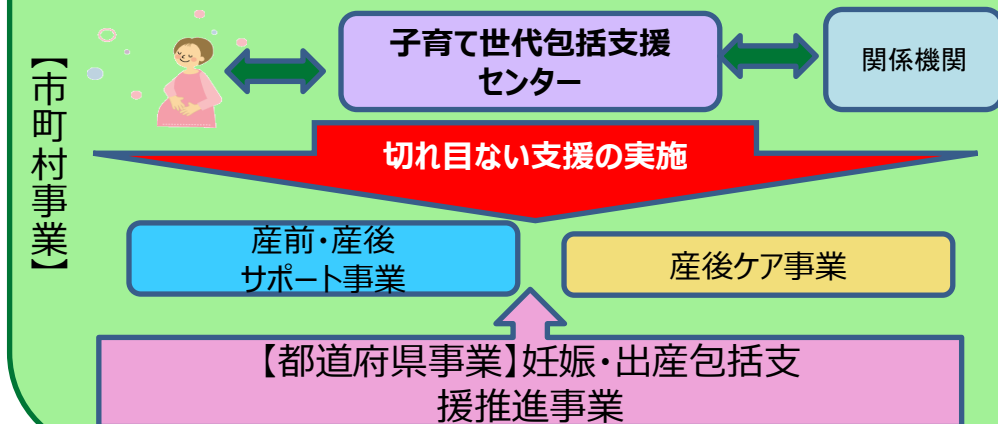 【市町村事業】
子育て世代包括支援
センター
関係機関
切れ目ない支援の実施
産前・産後
サポート事業
産後ケア事業
【都道府県事業】妊娠・出産包括支
援推進事業